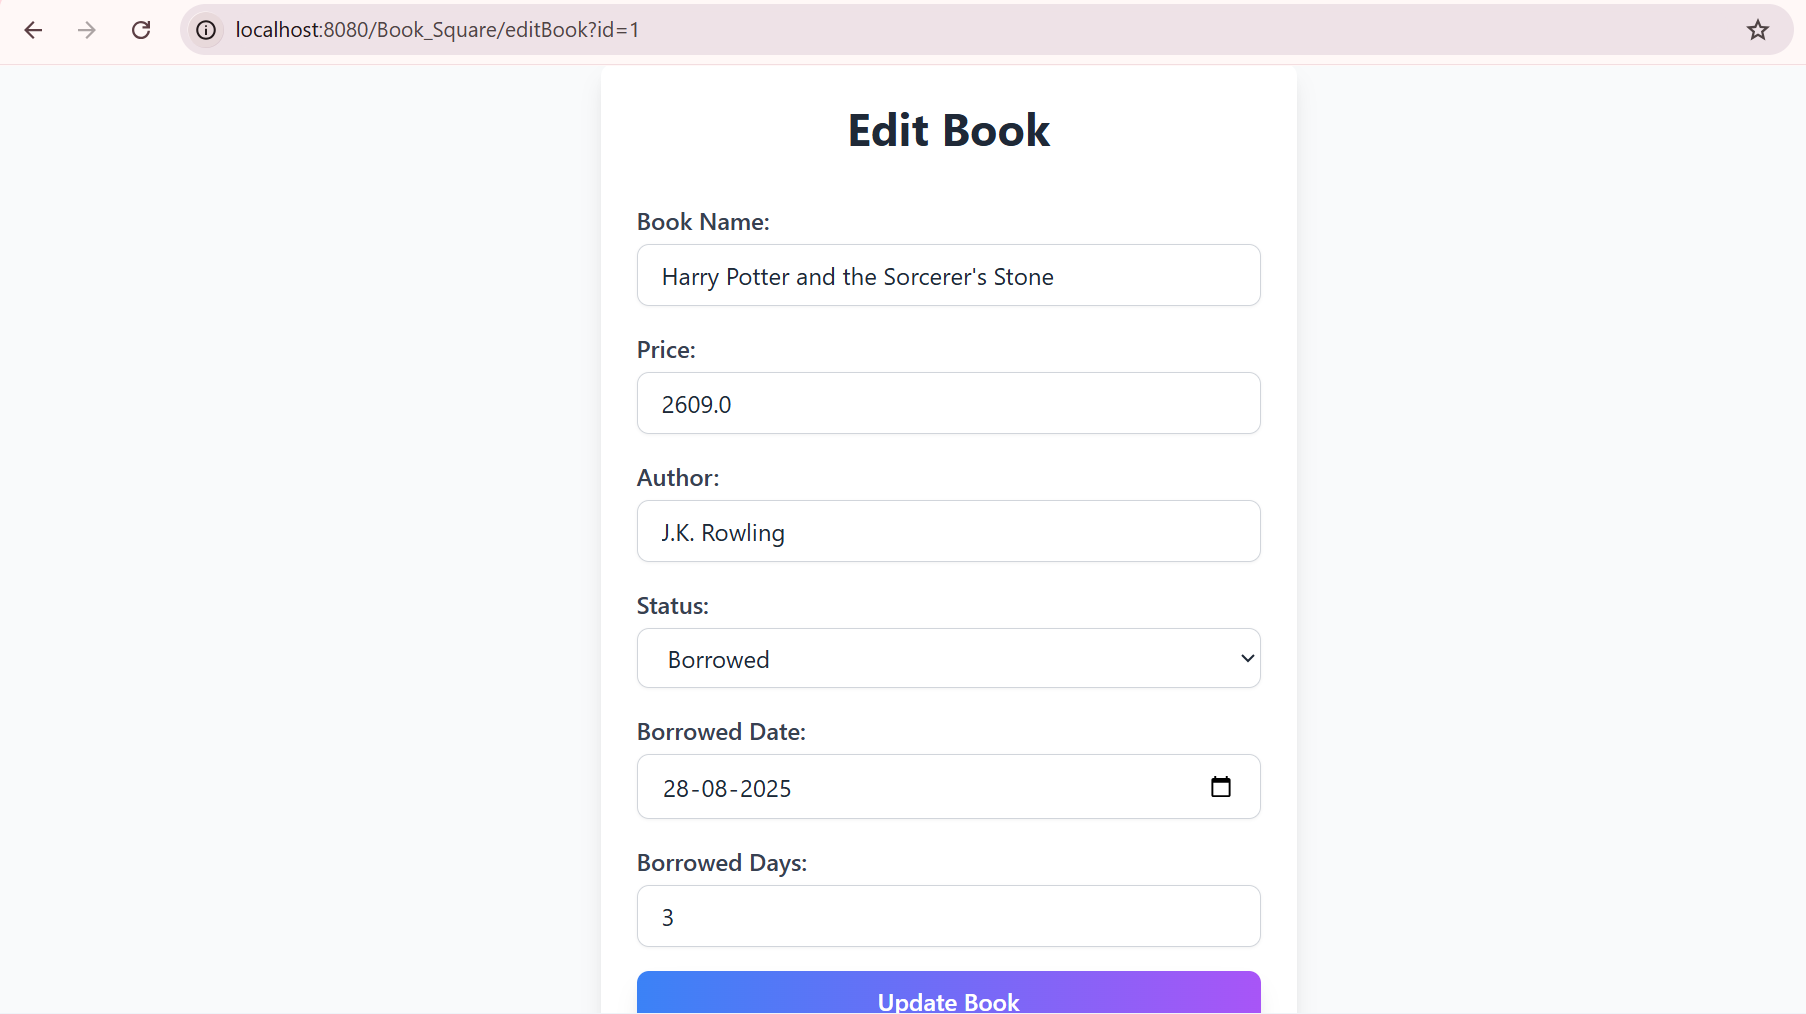 localhost:8080/Book_Square/editBook?id=1
Edit Book
Book Name:
Harry Potter and the Sorcerer's Stone
Price:
2609.0
Author:
J.K. Rowling
Status:
Borrowed
Borrowed Date:
28-08-2025
Borrowed Days:
3
Update Book